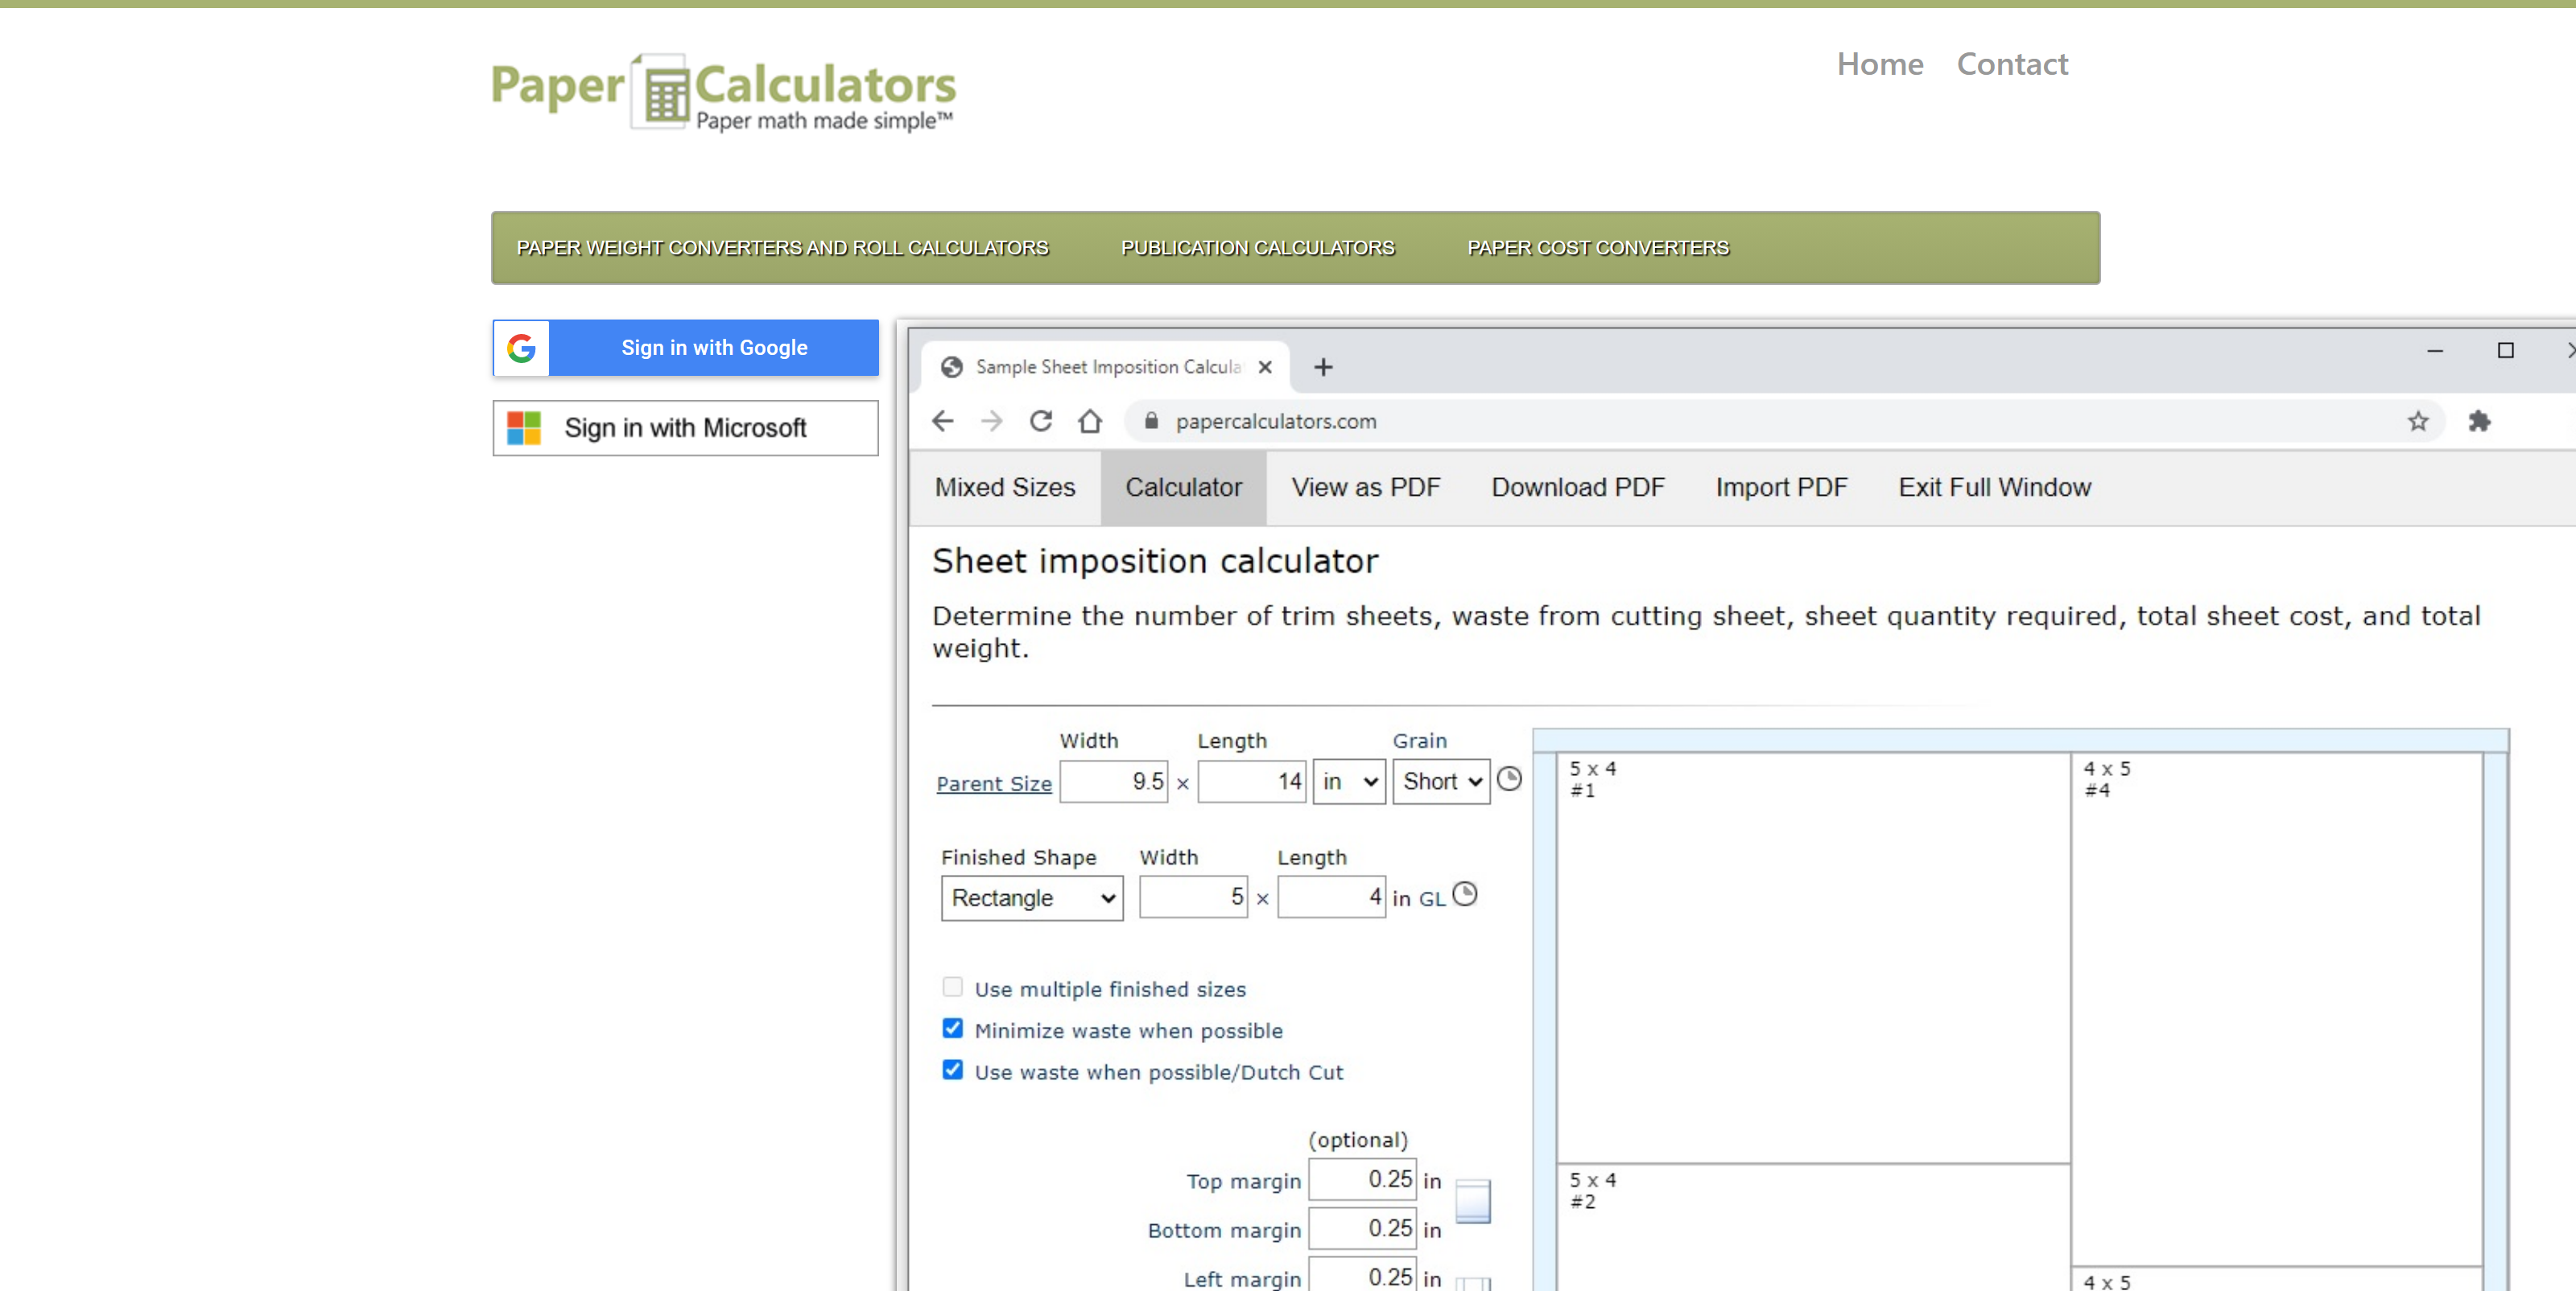 Paper Calculators
Paper math made simple™
Home Contact
PAPER WEIGHT CONVERTERS AND ROLL CALCULATORS PUBLICATION CALCULATORS PAPER COST CONVERTERS
Sign in with Google
Sign in with Microsoft
Sample Sheet Imposition Calcula
papercalculators.com
Mixed Sizes Calculator View as PDF Download PDF Import PDF Exit Full Window
Sheet imposition calculator
Determine the number of trim sheets, waste from cutting sheet, sheet quantity required, total sheet cost, and total
weight.
Width Length Grain
Parent Size 9.5 × 14 in Short
Finished Shape Width Length
Rectangle 5 × 4 in GL
Use multiple finished sizes
Minimize waste when possible
Use waste when possible/Dutch Cut
(optional)
Top margin 0.25 in
Bottom margin 0.25 in
Left margin 0.25 in
5 x 4
#1
4 x 5
#4
5 x 4
#2
4 x 5